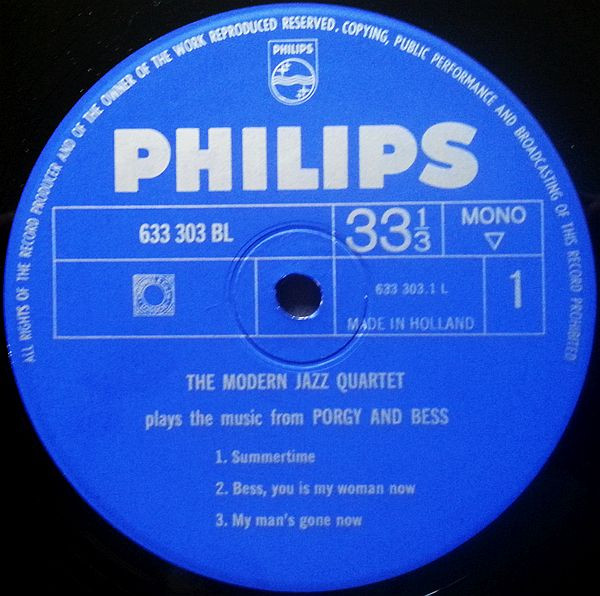 ALL RIGHTS OF THE RECORD PRODUCER AND OF THE OWNER OF THE WORK REPRODUCED RESERVED. COPYING, PUBLIC PERFORMANCE AND BROADCASTING OF THIS RECORD PROHIBITED
PHILIPS
PHILIPS
633 303 BL
33 1/3
MONO
▽
633 303.1 L
1
MADE IN HOLLAND
THE MODERN JAZZ QUARTET
plays the music from PORGY AND BESS
1. Summertime
2. Bess, you is my woman now
3. My man's gone now